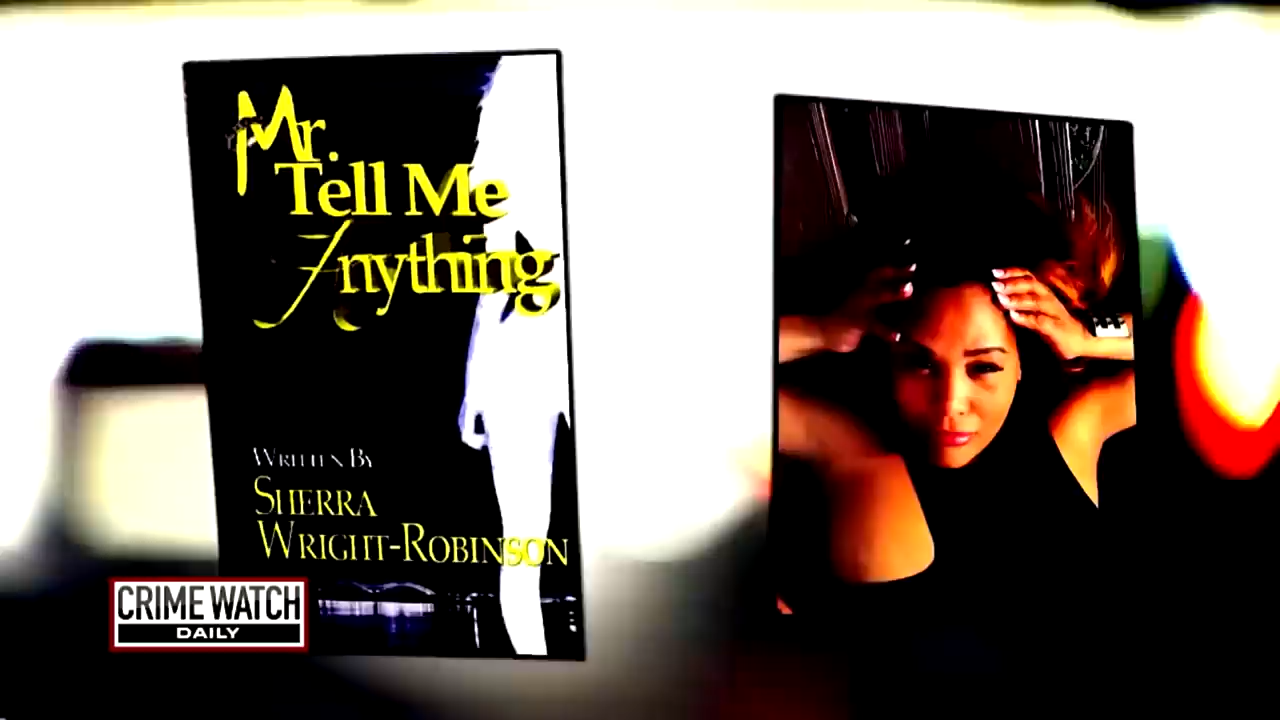 Mr.
Tell Me
Anything
WRITTEN BY
SHERRA
WRIGHT-ROBINSON
CRIME WATCH
DAILY